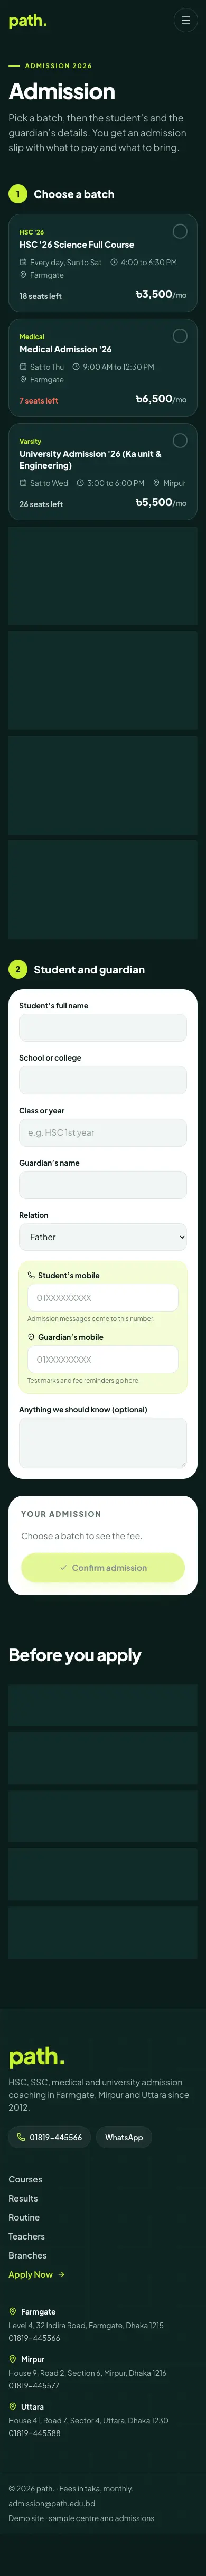 path.
ADMISSION 2026
Admission
Pick a batch, then the student's and the
guardian's details. You get an admission
slip with what to pay and what to bring.
1 Choose a batch
HSC '26
HSC '26 Science Full Course
Every day, Sun to Sat 4:00 to 6:30 PM
Farmgate
18 seats left ৳3,500/mo
Medical
Medical Admission '26
Sat to Thu 9:00 AM to 12:30 PM
Farmgate
7 seats left ৳6,500/mo
Varsity
University Admission '26 (Ka unit &
Engineering)
Sat to Wed 3:00 to 6:00 PM Mirpur
26 seats left ৳5,500/mo
2 Student and guardian
Student's full name
School or college
Class or year
e.g. HSC 1st year
Guardian's name
Relation
Father
Student's mobile
01XXXXXXXXX
Admission messages come to this number.
Guardian's mobile
01XXXXXXXXX
Test marks and fee reminders go here.
Anything we should know (optional)
YOUR ADMISSION
Choose a batch to see the fee.
Confirm admission
Before you apply
path.
HSC, SSC, medical and university admission
coaching in Farmgate, Mirpur and Uttara since
2012.
01819-445566 WhatsApp
Courses
Results
Routine
Teachers
Branches
Apply Now →
Farmgate
Level 4, 32 Indira Road, Farmgate, Dhaka 1215
01819-445566
Mirpur
House 9, Road 2, Section 6, Mirpur, Dhaka 1216
01819-445577
Uttara
House 41, Road 7, Sector 4, Uttara, Dhaka 1230
01819-445588
© 2026 path. · Fees in taka, monthly.
admission@path.edu.bd
Demo site · sample centre and admissions